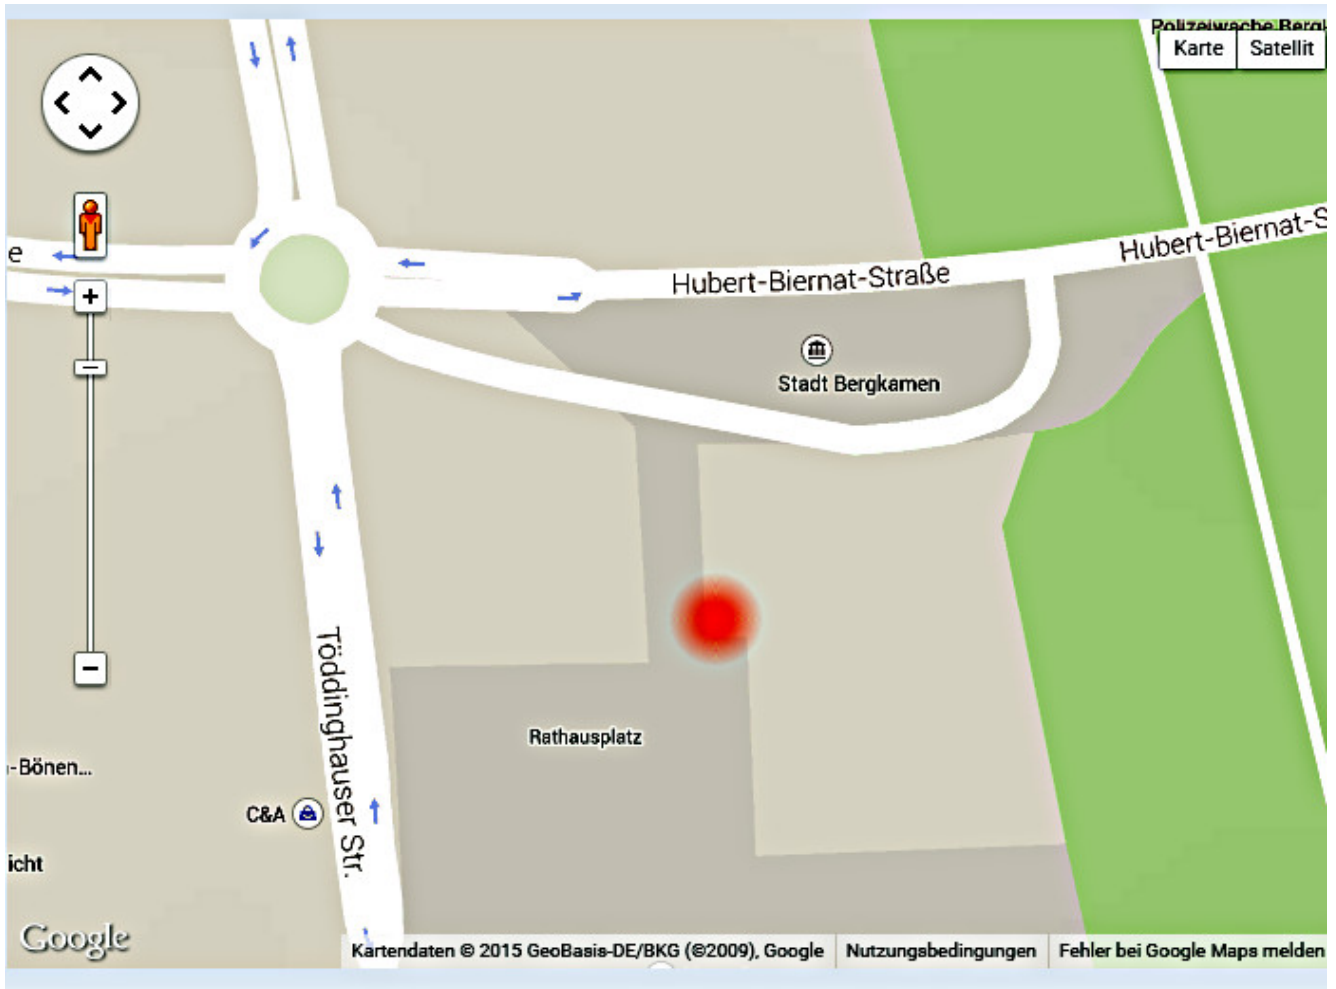 Polizeiwache Berg
Karte
Satellit
e
Hubert-Biernat-S
Hubert-Biernat-Straße
Stadt Bergkamen
Töddinghauser Str.
Rathausplatz
-Bönen...
C&A
icht
Google
Kartendaten © 2015 GeoBasis-DE/BKG (©2009), Google
Nutzungsbedingungen
Fehler bei Google Maps melden